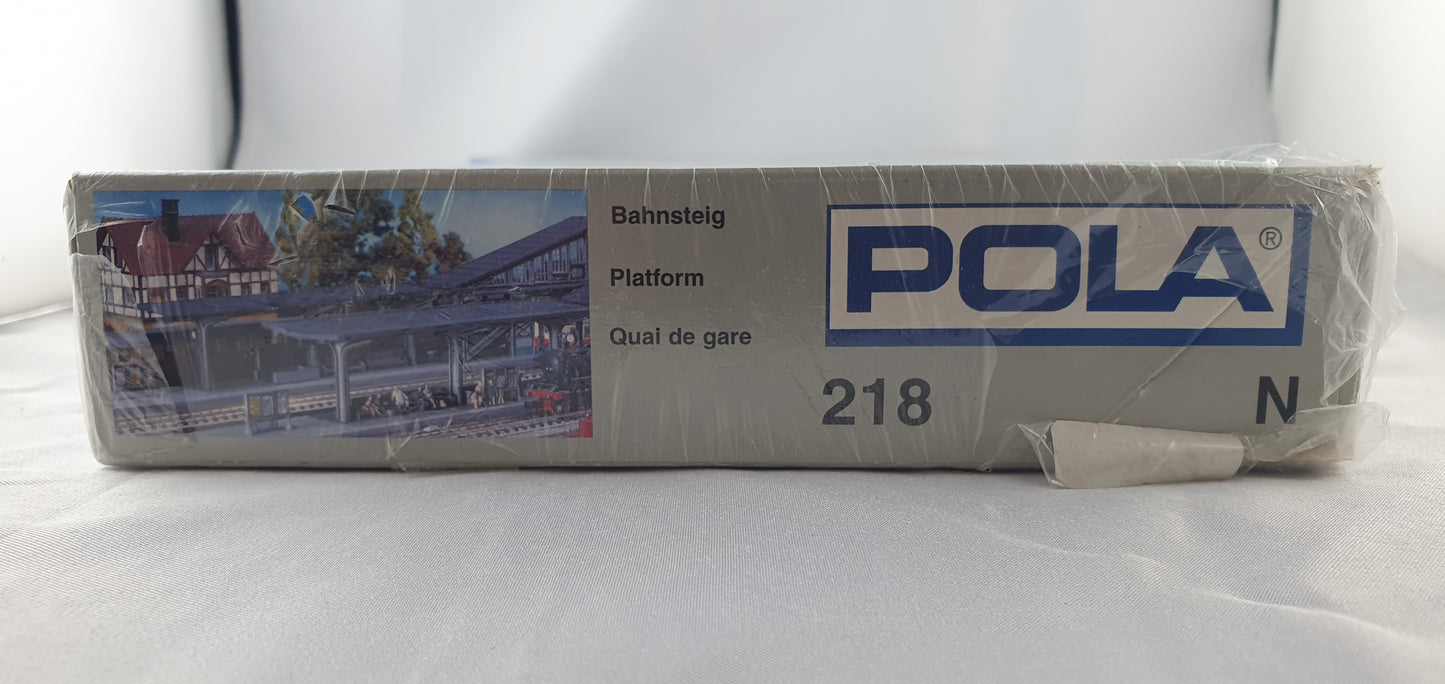 Bahnsteig
Platform
Quai de gare
POLA®
218
N